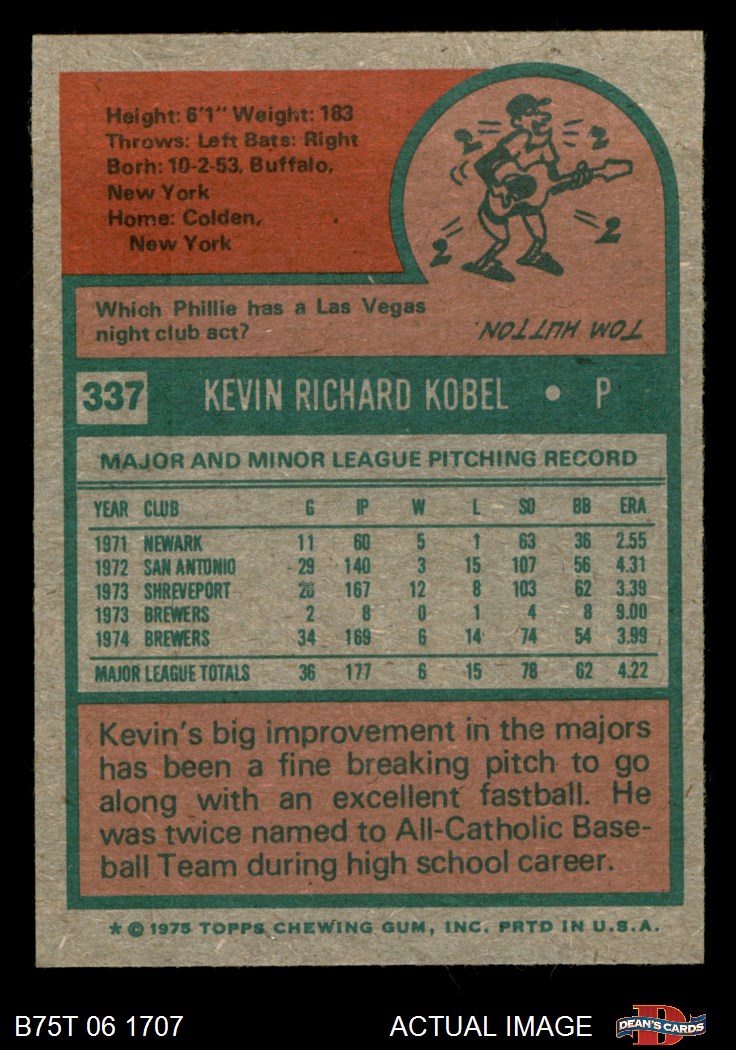 Height: 6'1" Weight: 183
Throws: Left Bats: Right
Born: 10-2-53, Buffalo,
New York
Home: Colden,
New York
2 2
2 2
Which Phillie has a Las Vegas
night club act?
TOM HUTTON.
337 KEVIN RICHARD KOBEL • P
MAJOR AND MINOR LEAGUE PITCHING RECORD
YEAR CLUB G IP W L SO BB ERA
1971 NEWARK 11 60 5 1 63 36 2.55
1972 SAN ANTONIO 29 140 3 15 107 56 4.31
1973 SHREVEPORT 26 167 12 8 103 62 3.39
1973 BREWERS 2 8 0 1 4 8 9.00
1974 BREWERS 34 169 6 14 74 54 3.99
MAJOR LEAGUE TOTALS 36 177 6 15 78 62 4.22
Kevin's big improvement in the majors
has been a fine breaking pitch to go
along with an excellent fastball. He
was twice named to All-Catholic Base-
ball Team during high school career.
* © 1975 TOPPS CHEWING GUM, INC. PRTD IN U.S.A.
B75T 06 1707 ACTUAL IMAGE DEAN'S CARDS